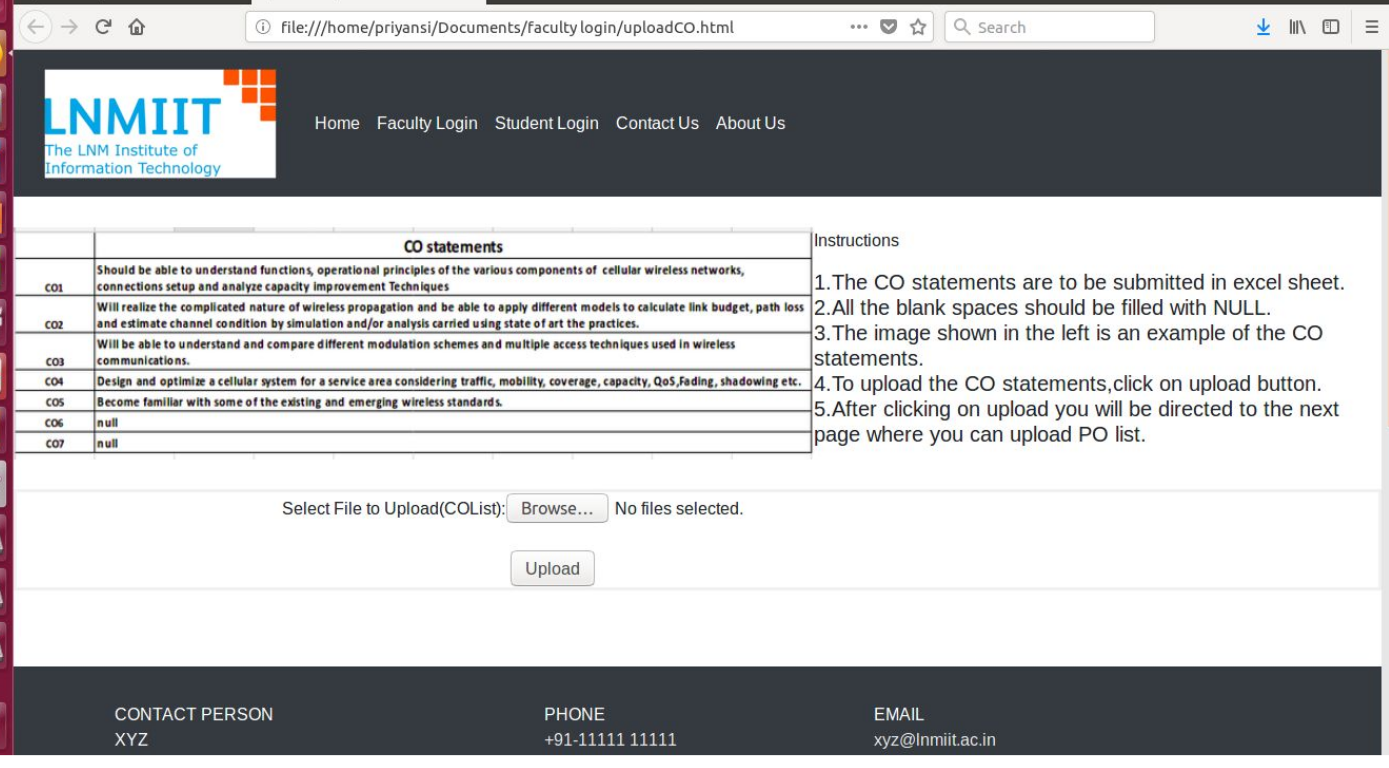 file:///home/priyansi/Documents/faculty login/uploadCO.html
Search
LNMIIT
The LNM Institute of
Information Technology
Home Faculty Login Student Login Contact Us About Us
CO statements
CO1 Should be able to understand functions, operational principles of the various components of cellular wireless networks,
connections setup and analyze capacity improvement Techniques
CO2 Will realize the complicated nature of wireless propagation and be able to apply different models to calculate link budget, path loss
and estimate channel condition by simulation and/or analysis carried using state of art the practices.
CO3 Will be able to understand and compare different modulation schemes and multiple access techniques used in wireless
communications.
CO4 Design and optimize a cellular system for a service area considering traffic, mobility, coverage, capacity, QoS,Fading, shadowing etc.
CO5 Become familiar with some of the existing and emerging wireless standards.
CO6 null
CO7 null
Instructions
1.The CO statements are to be submitted in excel sheet.
2.All the blank spaces should be filled with NULL.
3.The image shown in the left is an example of the CO
statements.
4.To upload the CO statements,click on upload button.
5.After clicking on upload you will be directed to the next
page where you can upload PO list.
Select File to Upload(COList): Browse... No files selected.
Upload
CONTACT PERSON PHONE EMAIL
XYZ +91-11111 11111 xyz@lnmiit.ac.in